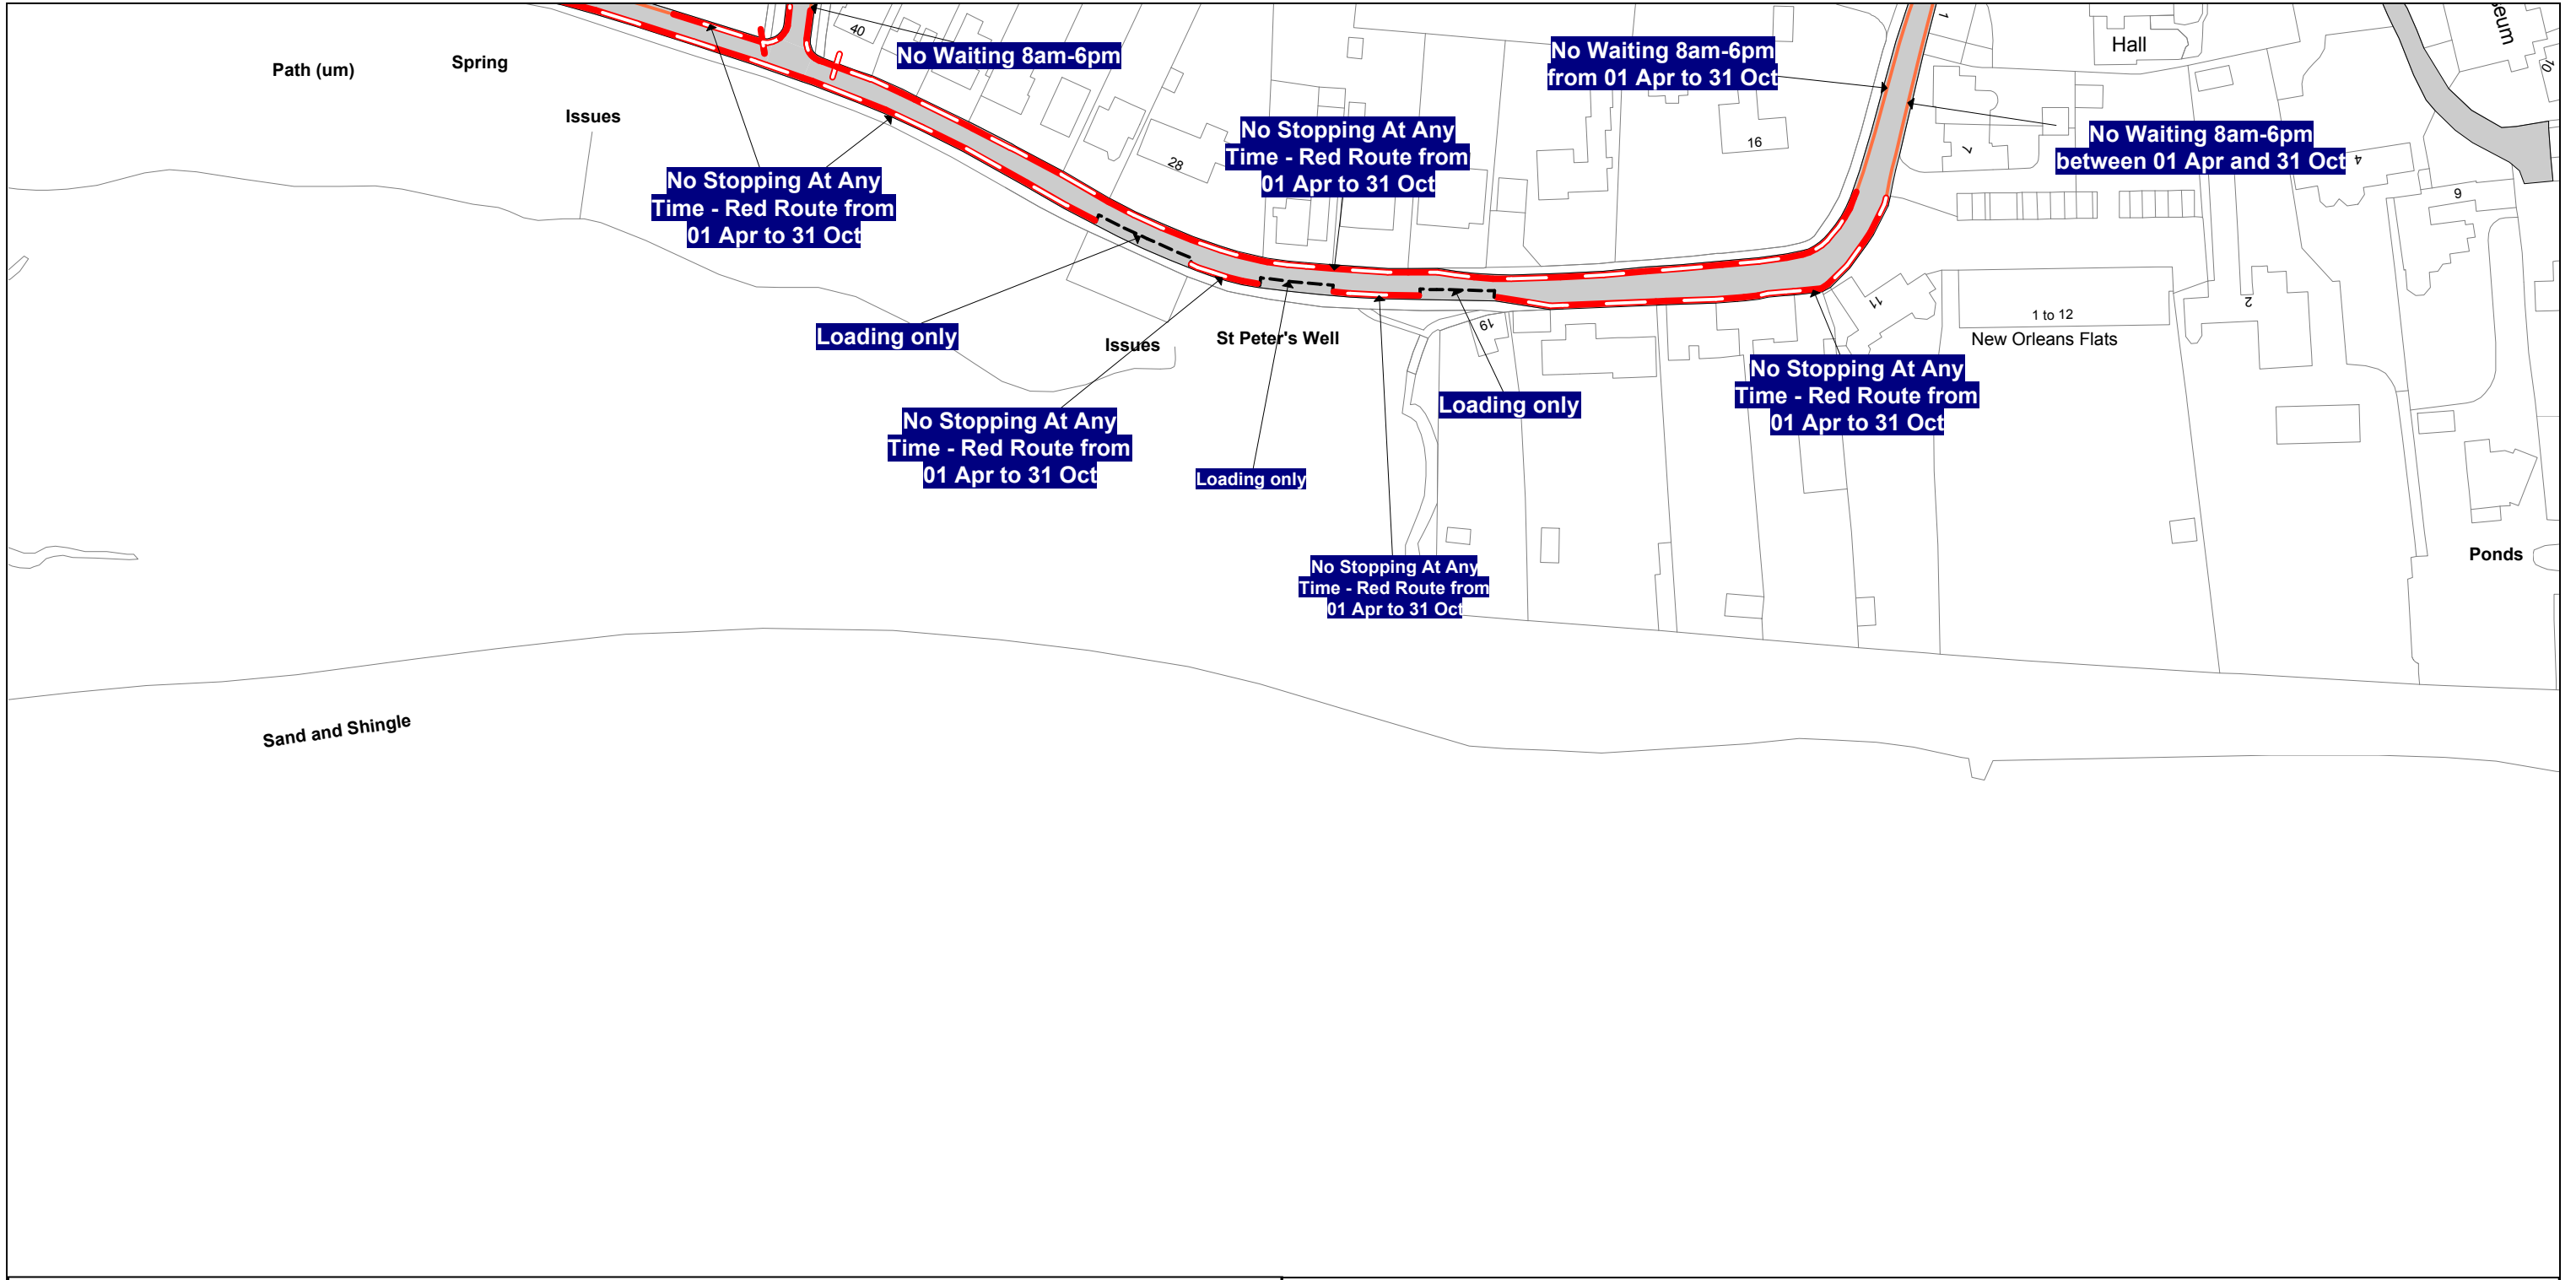 40
No Waiting 8am-6pm
Path (um)
Spring
Issues
No Stopping At Any
Time - Red Route from
01 Apr to 31 Oct
28
No Stopping At Any
Time - Red Route from
01 Apr to 31 Oct
No Waiting 8am-6pm
from 01 Apr to 31 Oct
16
1
Hall
7
No Waiting 8am-6pm
between 01 Apr and 31 Oct
4
9
10
Loading only
Issues
St Peter's Well
19
11
1 to 12
New Orleans Flats
2
No Stopping At Any
Time - Red Route from
01 Apr to 31 Oct
Loading only
Loading only
No Stopping At Any
Time - Red Route from
01 Apr to 31 Oct
No Stopping At Any
Time - Red Route from
01 Apr to 31 Oct
Ponds
Sand and Shingle